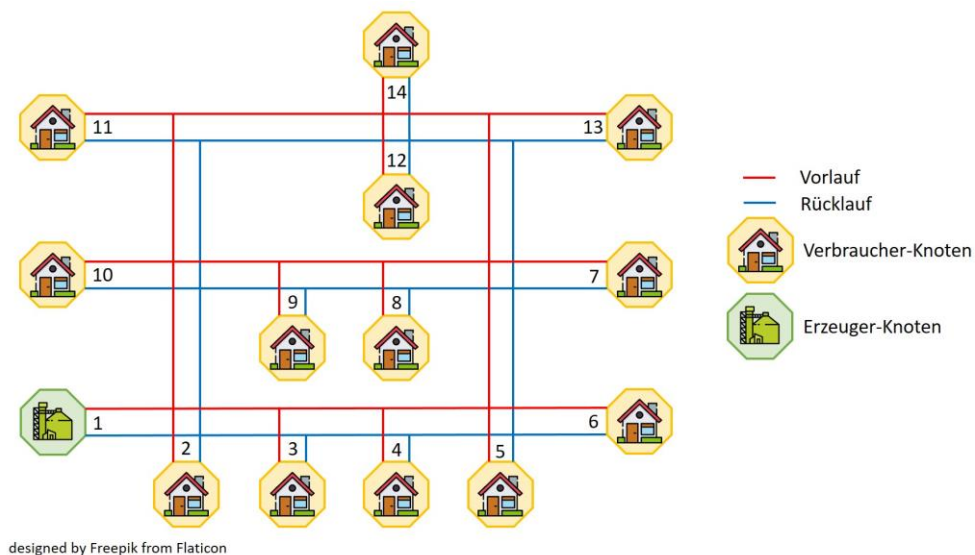 14
11
13
12
Vorlauf
Rücklauf
Verbraucher-Knoten
10
7
9
8
Erzeuger-Knoten
1
6
2
3
4
5
designed by Freepik from Flaticon